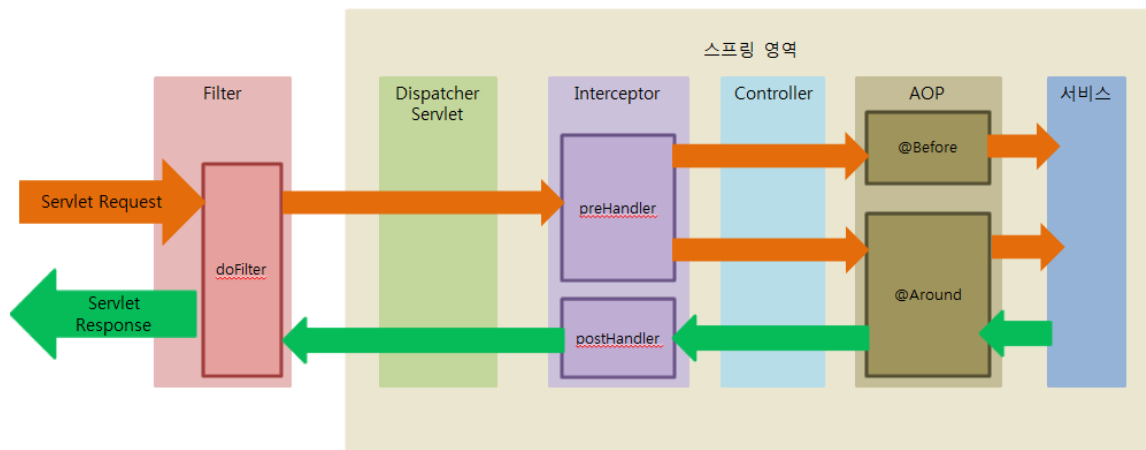 스프링 영역
Filter
Dispatcher
Servlet
Interceptor
Controller
AOP
서비스
@Before
Servlet Request
preHandler
doFilter
@Around
Servlet
Response
postHandler